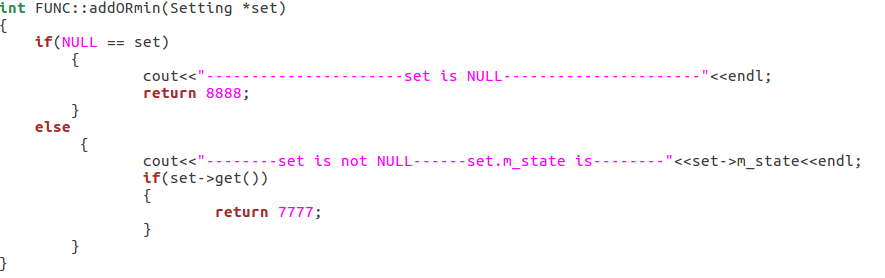 int FUNC::addORmin(Setting *set)
{
    if(NULL == set)
        {
                cout<<"----------------------set is NULL----------------------"<<endl;
                return 8888;
        }
    else
         {
                cout<<"--------set is not NULL------set.m_state is--------"<<set->m_state<<endl;
                if(set->get())
                {
                        return 7777;
                }
        }
}